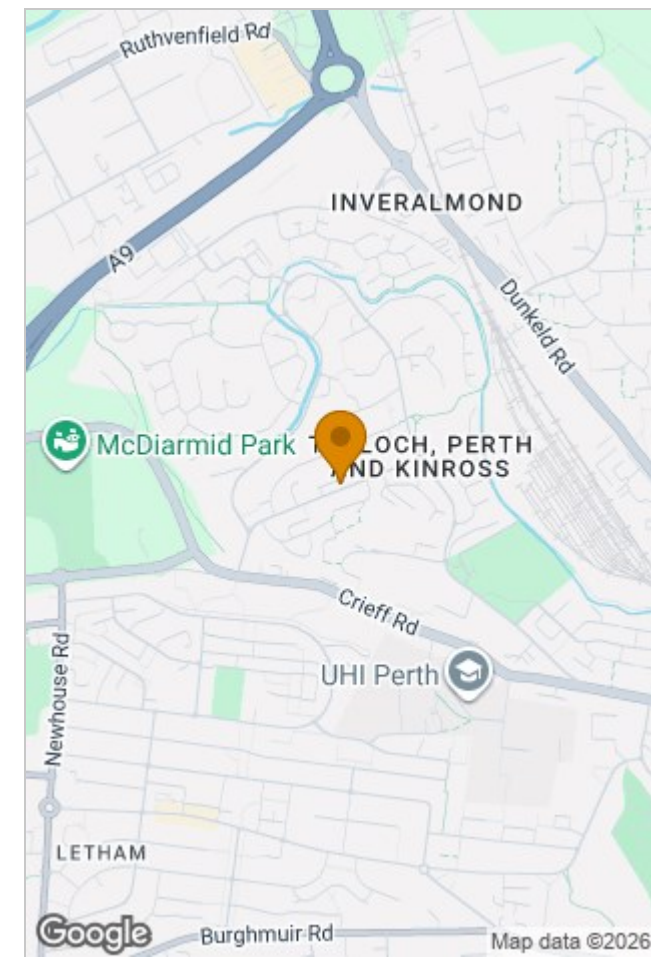 Ruthvenfield Rd
INVERALMOND
A9
Dunkeld Rd
McDiarmid Park
LOCH, PERTH
ND KINROSS
Crieff Rd
UHI Perth
Newhouse Rd
LETHAM
Google
Burghmuir Rd
Map data ©2026